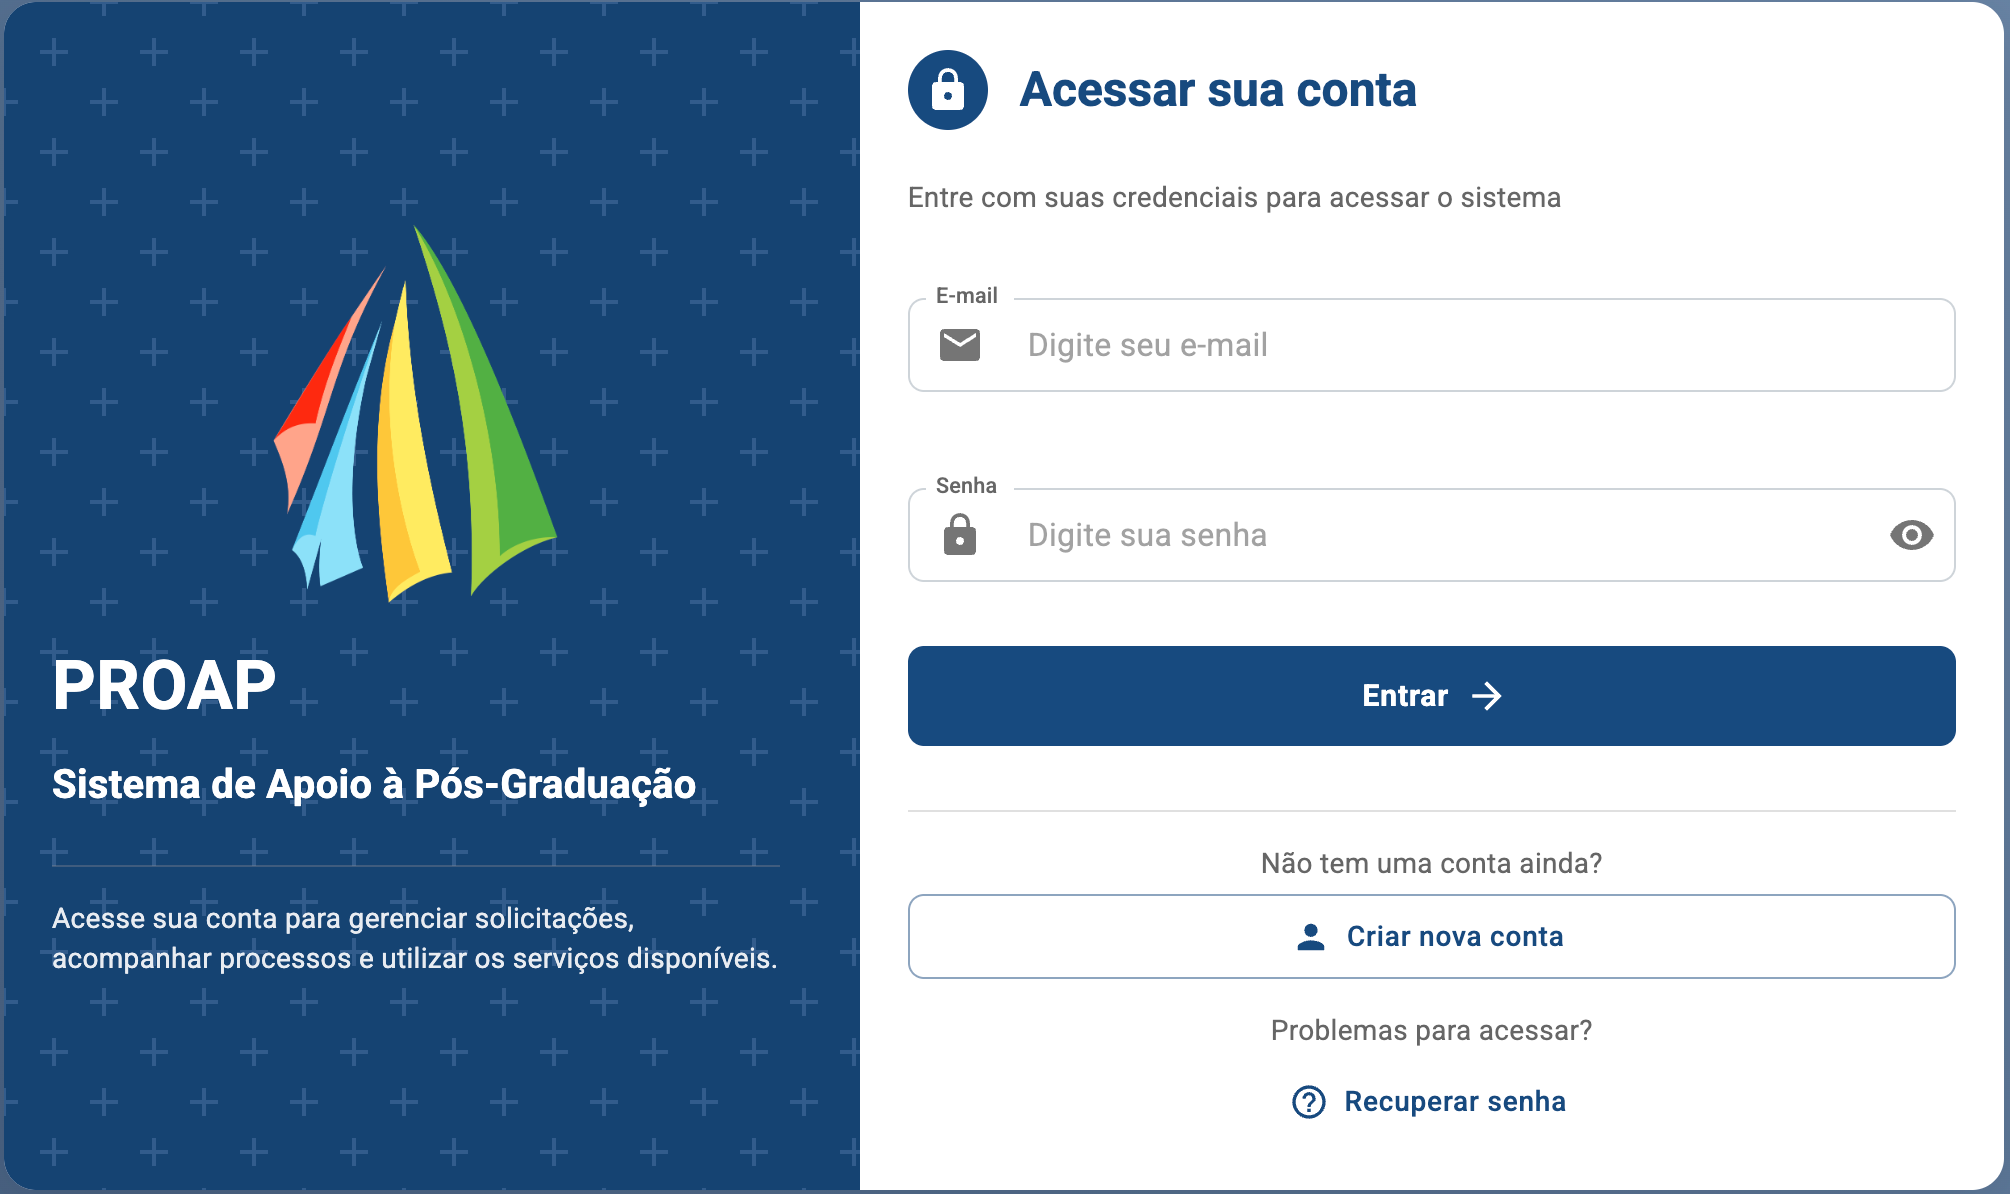 PROAP
Sistema de Apoio à Pós-Graduação
Acesse sua conta para gerenciar solicitações,
acompanhar processos e utilizar os serviços disponíveis.
Acessar sua conta
Entre com suas credenciais para acessar o sistema
E-mail
Digite seu e-mail
Senha
Digite sua senha
Entrar
Não tem uma conta ainda?
Criar nova conta
Problemas para acessar?
Recuperar senha